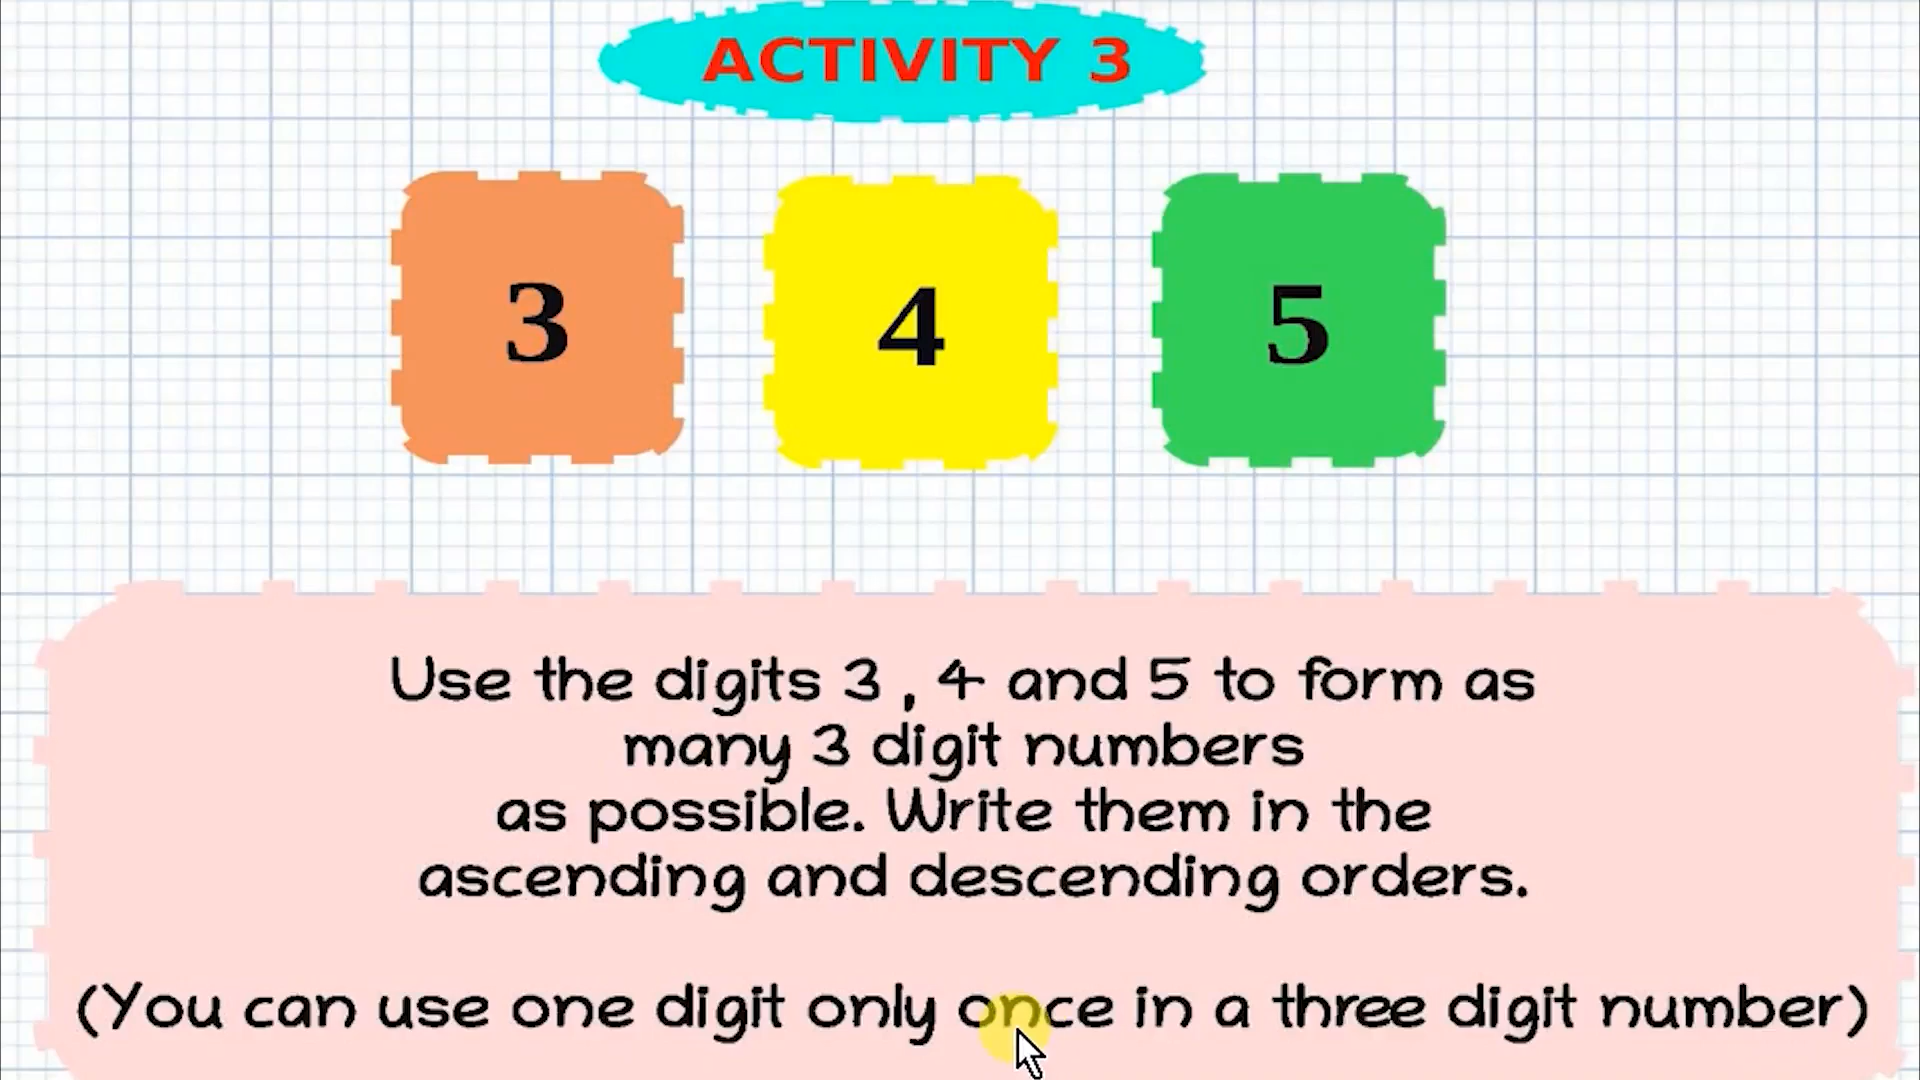 ACTIVITY 3
3 4 5
Use the digits 3 , 4 and 5 to form as
many 3 digit numbers
as possible. Write them in the
ascending and descending orders.
(You can use one digit only once in a three digit number)